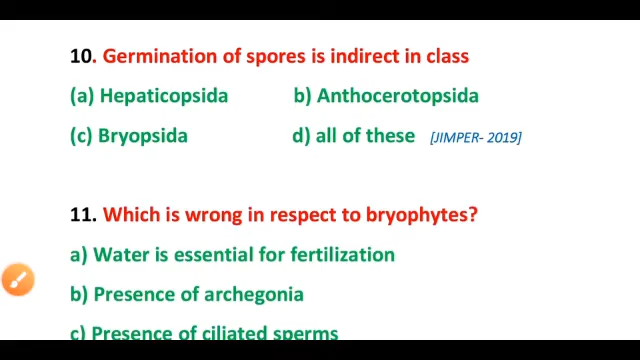 10. Germination of spores is indirect in class
(a) Hepaticopsida b) Anthocerotopsida
(c) Bryopsida d) all of these [JIMPER- 2019]
11. Which is wrong in respect to bryophytes?
a) Water is essential for fertilization
b) Presence of archegonia
c) Presence of ciliated sperms